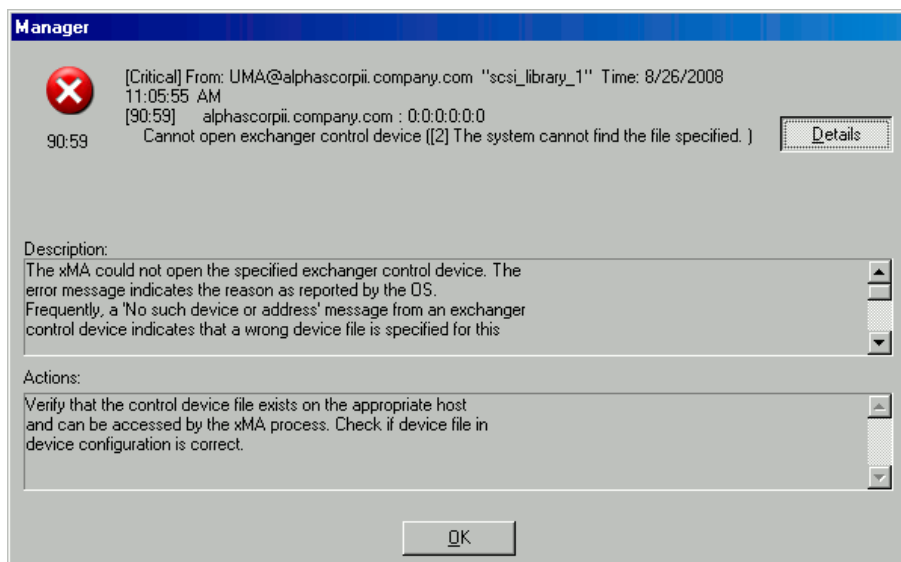 Manager
[Critical] From: UMA@alphascorpii.company.com "scsi_library_1" Time: 8/26/2008
11:05:55 AM
[90:59] alphascorpii.company.com : 0:0:0:0:0:0
Cannot open exchanger control device ([2] The system cannot find the file specified. )
90:59
Details
Description:
The xMA could not open the specified exchanger control device. The
error message indicates the reason as reported by the OS.
Frequently, a 'No such device or address' message from an exchanger
control device indicates that a wrong device file is specified for this
Actions:
Verify that the control device file exists on the appropriate host
and can be accessed by the xMA process. Check if device file in
device configuration is correct.
OK